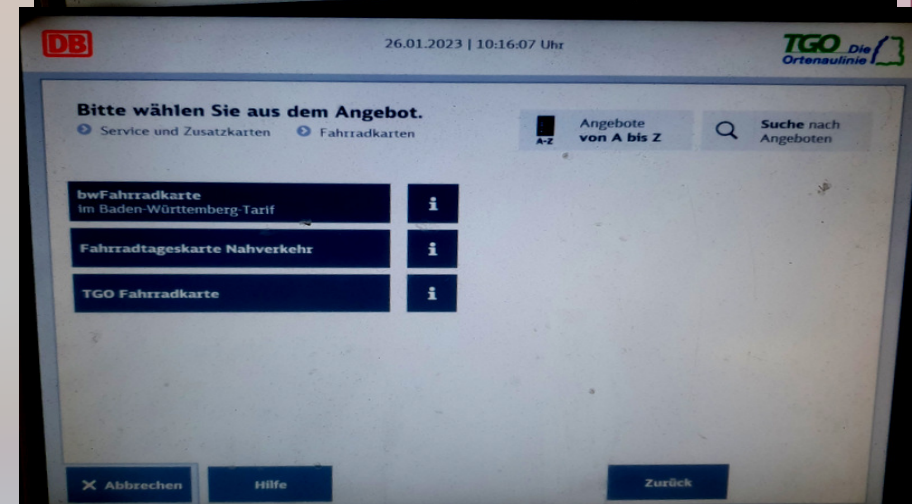 DB
26.01.2023 | 10:16:07 Uhr
TGO Die
Ortenaulinie
Bitte wählen Sie aus dem Angebot.
Service und Zusatzkarten Fahrradkarten
A-Z
Angebote
von A bis Z
Suche nach
Angeboten
bwFahrradkarte
im Baden-Württemberg-Tarif
i
Fahrradtageskarte Nahverkehr
i
TGO Fahrradkarte
i
X Abbrechen
Hilfe
Zurück